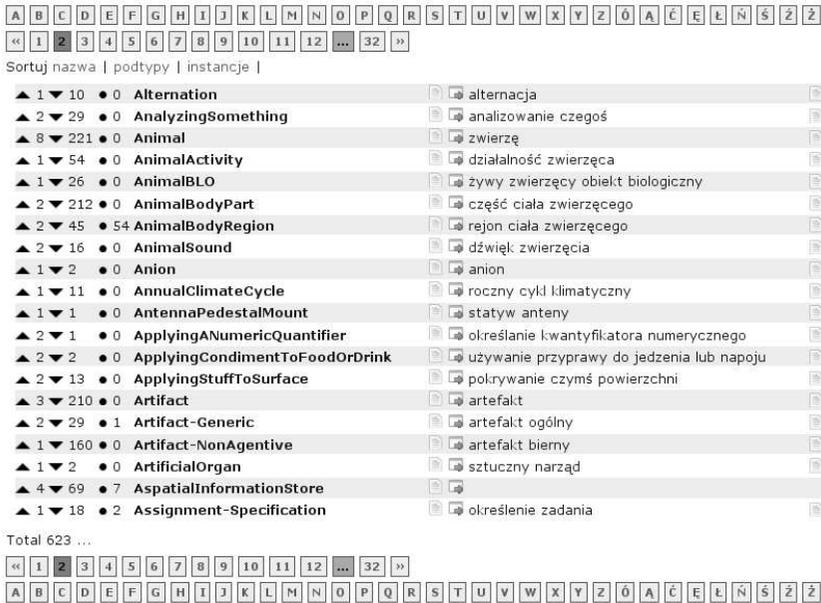 A B C D E F G H I J K L M N O P Q R S T U V W X Y Z Ó Ą Ć Ę Ł Ń Ś Ź Ż
« 1 2 3 4 5 6 7 8 9 10 11 12 ... 32 »
Sortuj nazwa | podtypy | instancje |
▲ 1 ▼ 10 ● 0 Alternation alternacja
▲ 2 ▼ 29 ● 0 AnalyzingSomething analizowanie czegoś
▲ 8 ▼ 221 ● 0 Animal zwierzę
▲ 1 ▼ 54 ● 0 AnimalActivity działalność zwierzęca
▲ 1 ▼ 26 ● 0 AnimalBLO żywy zwierzęcy obiekt biologiczny
▲ 2 ▼ 212 ● 0 AnimalBodyPart część ciała zwierzęcego
▲ 2 ▼ 45 ● 54 AnimalBodyRegion rejon ciała zwierzęcego
▲ 2 ▼ 16 ● 0 AnimalSound dźwięk zwierzęcia
▲ 1 ▼ 2 ● 0 Anion anion
▲ 1 ▼ 11 ● 0 AnnualClimateCycle roczny cykl klimatyczny
▲ 1 ▼ 1 ● 0 AntennaPedestalMount statyw anteny
▲ 2 ▼ 1 ● 0 ApplyingANumericQuantifier określanie kwantyfikatora numerycznego
▲ 2 ▼ 2 ● 0 ApplyingCondimentToFoodOrDrink używanie przyprawy do jedzenia lub napoju
▲ 2 ▼ 13 ● 0 ApplyingStuffToSurface pokrywanie czymś powierzchni
▲ 3 ▼ 210 ● 0 Artifact artefakt
▲ 2 ▼ 29 ● 1 Artifact-Generic artefakt ogólny
▲ 1 ▼ 160 ● 0 Artifact-NonAgentive artefakt bierny
▲ 1 ▼ 2 ● 0 ArtificialOrgan sztuczny narząd
▲ 4 ▼ 69 ● 7 AspatialInformationStore
▲ 1 ▼ 18 ● 2 Assignment-Specification określenie zadania
Total 623 ...
« 1 2 3 4 5 6 7 8 9 10 11 12 ... 32 »
A B C D E F G H I J K L M N O P Q R S T U V W X Y Z Ó Ą Ć Ę Ł Ń Ś Ź Ż